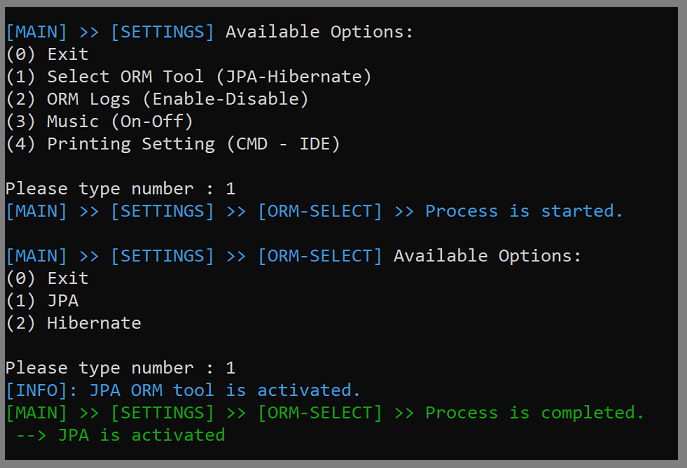 [MAIN] >> [SETTINGS] Available Options:
(0) Exit
(1) Select ORM Tool (JPA-Hibernate)
(2) ORM Logs (Enable-Disable)
(3) Music (On-Off)
(4) Printing Setting (CMD - IDE)
Please type number : 1
[MAIN] >> [SETTINGS] >> [ORM-SELECT] >> Process is started.
[MAIN] >> [SETTINGS] >> [ORM-SELECT] Available Options:
(0) Exit
(1) JPA
(2) Hibernate
Please type number : 1
[INFO]: JPA ORM tool is activated.
[MAIN] >> [SETTINGS] >> [ORM-SELECT] >> Process is completed.
--> JPA is activated